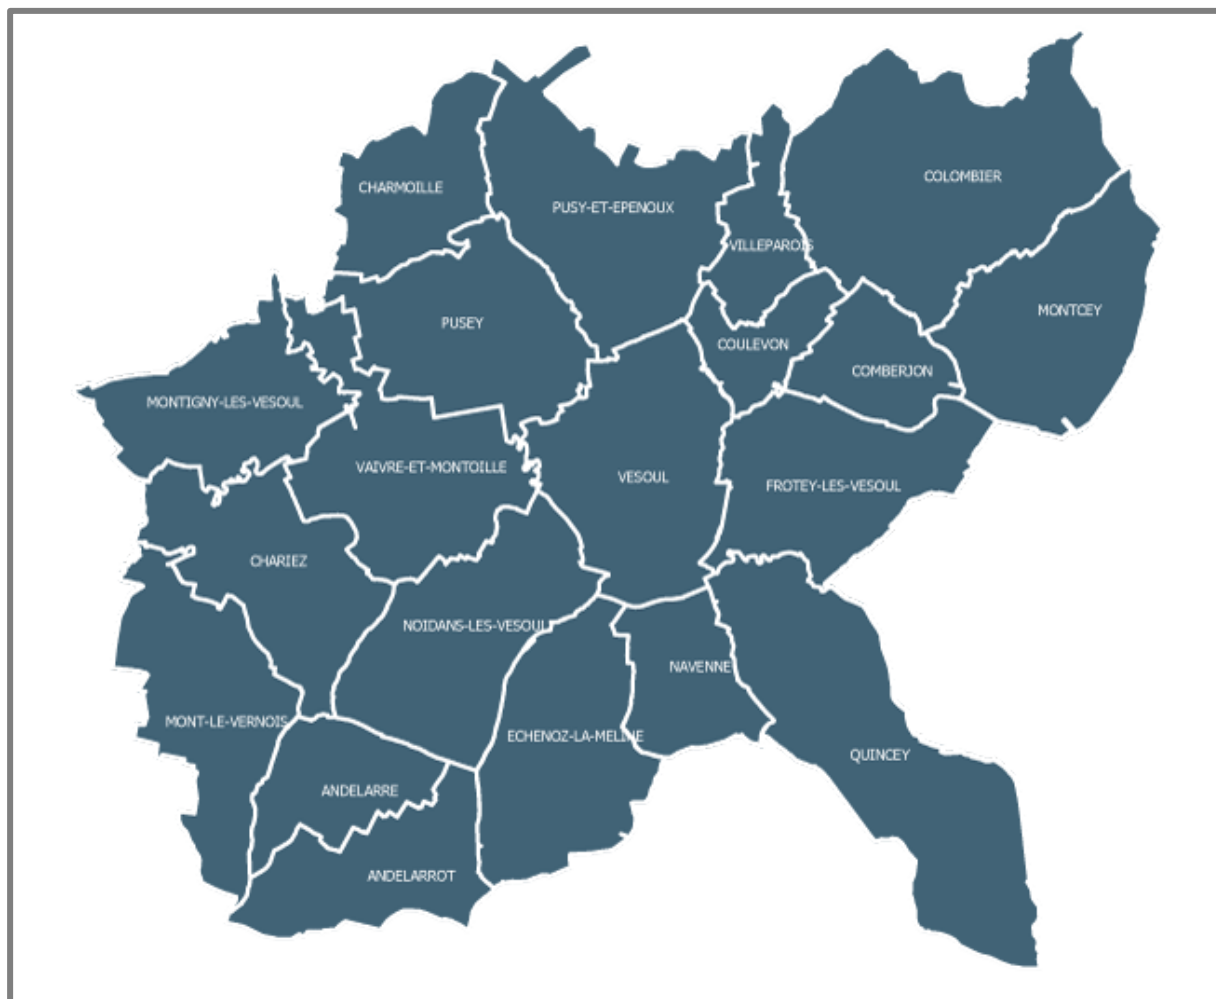 COLOMBIER
CHARMOILLE
PUSY-ET-EPENOUX
VILLEPAROIS
MONTCEY
PUSEY
COULEVON
COMBERJON
MONTIGNY-LES-VESOUL
VAIVRE-ET-MONTOILLE
VESOUL
FROTEY-LES-VESOUL
CHARIEZ
NOIDANS-LES-VESOUL
NAVENNE
MONT-LE-VERNOIS
ECHENOZ-LA-MELINE
QUINCEY
ANDELARRE
ANDELARROT